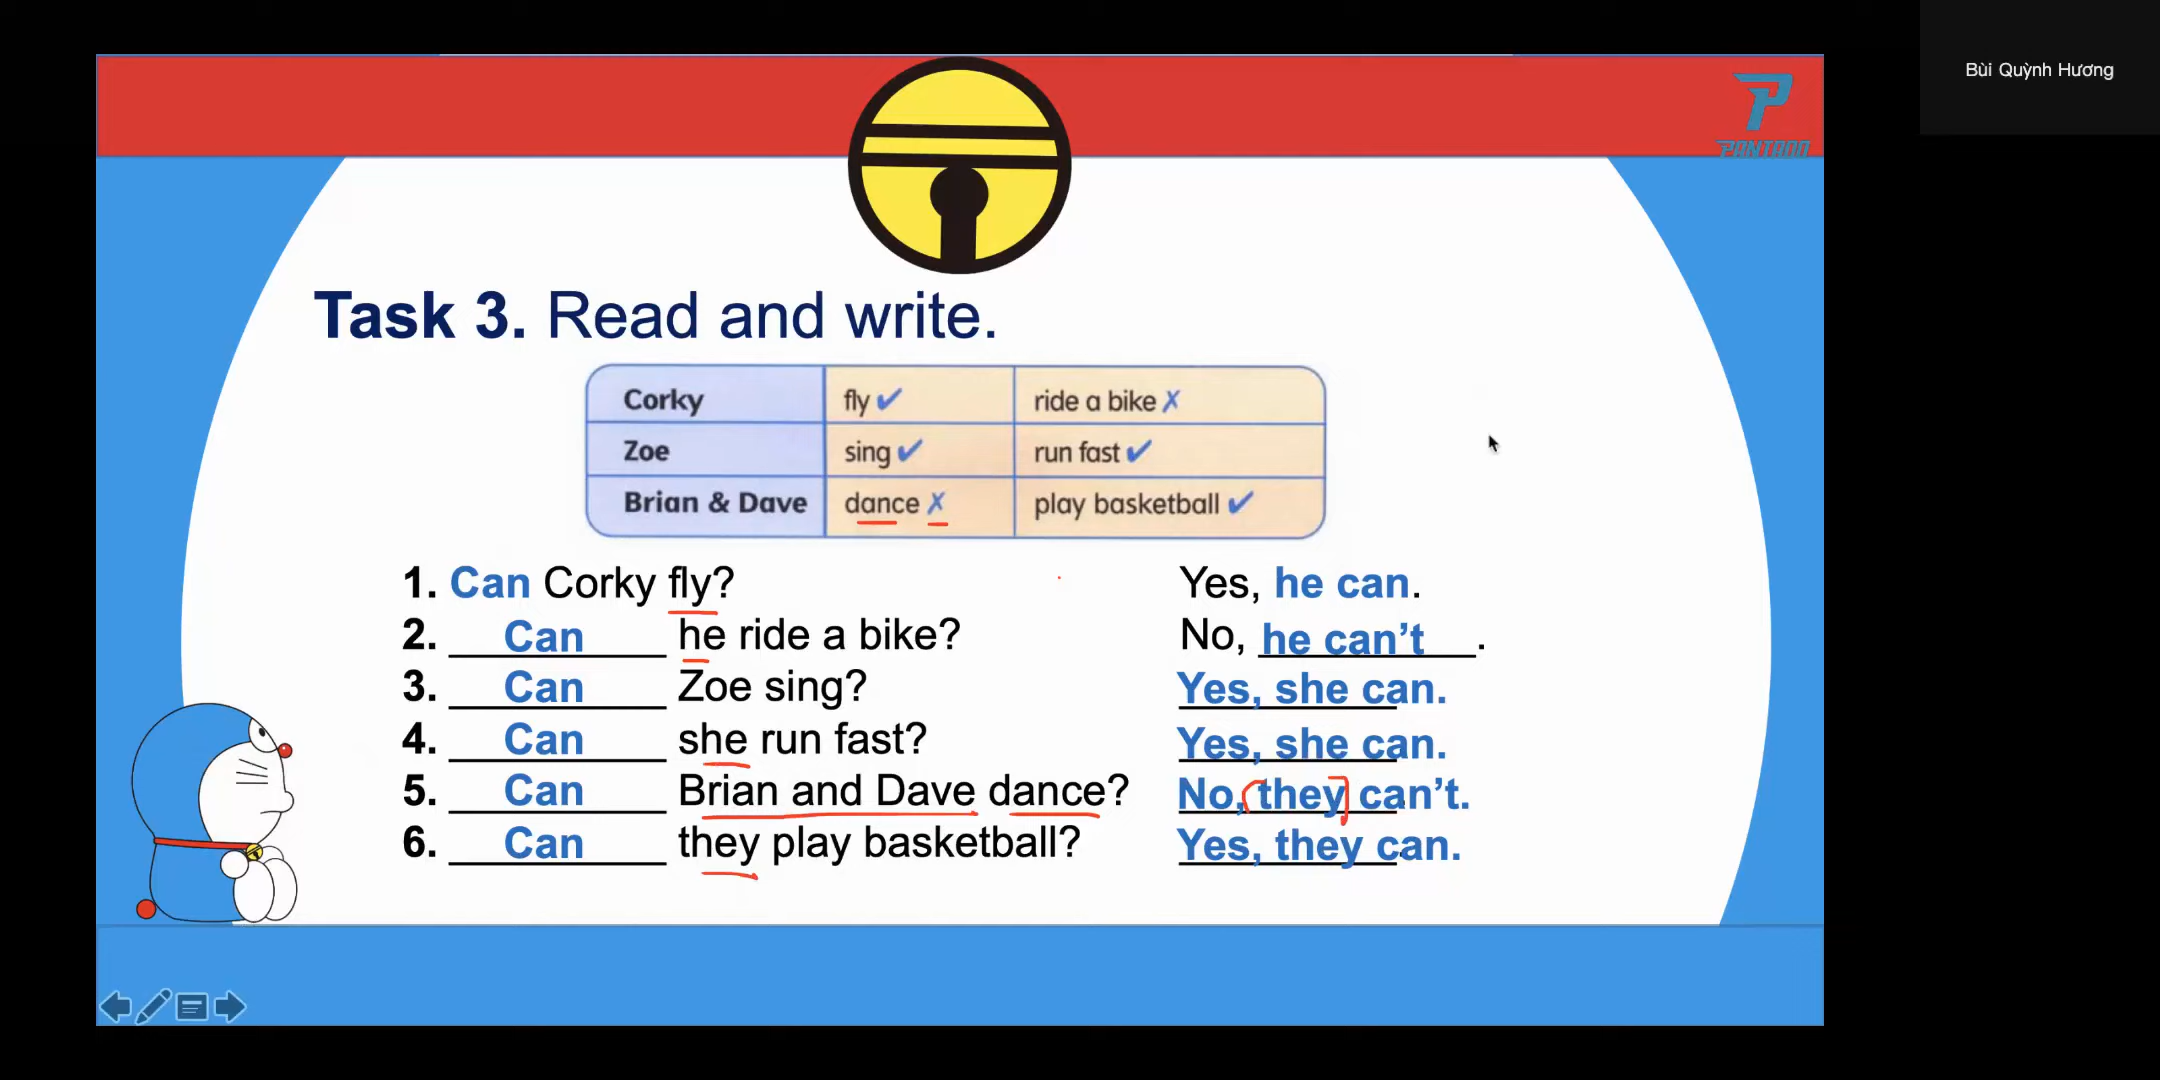 Bùi Quỳnh Hương
PANTADO
Task 3. Read and write.
Corky fly ✓ ride a bike ✗
Zoe sing ✓ run fast ✓
Brian & Dave dance ✗ play basketball ✓
1. Can Corky fly? Yes, he can.
2. Can he ride a bike? No, he can’t.
3. Can Zoe sing? Yes, she can.
4. Can she run fast? Yes, she can.
5. Can Brian and Dave dance? No, they can’t.
6. Can they play basketball? Yes, they can.